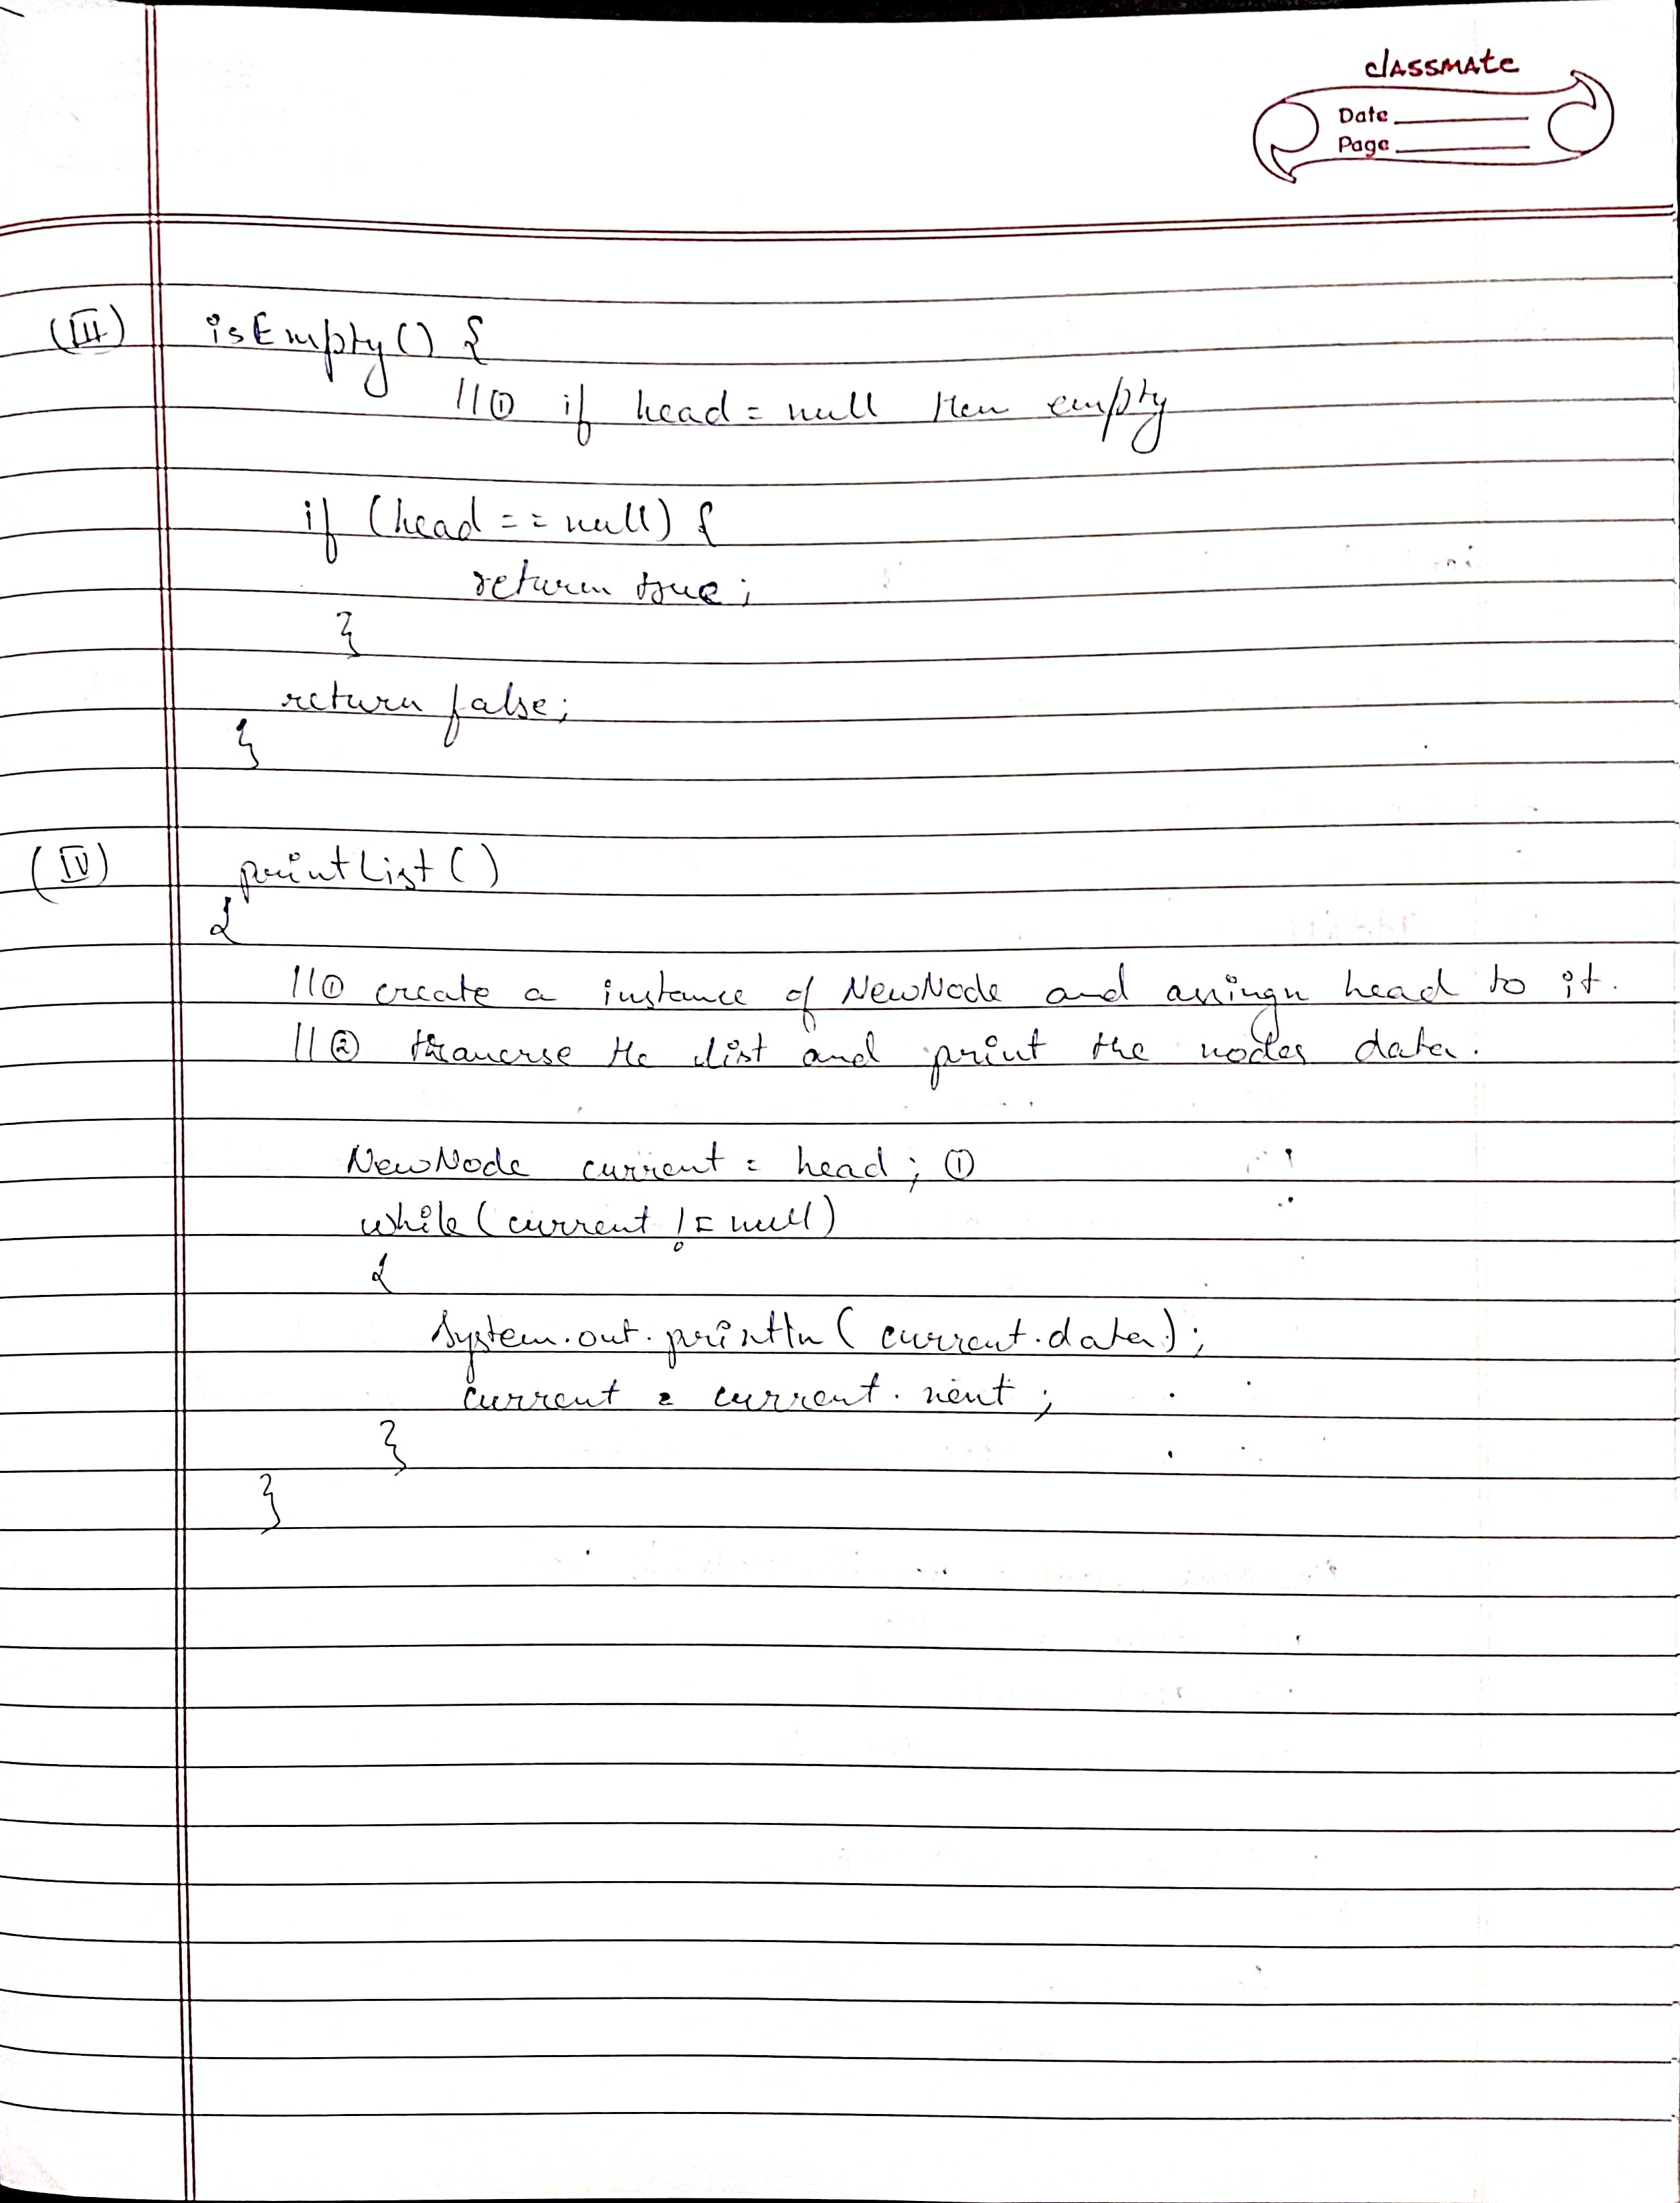 classmate
Date
Page
(III) isEmpty() {
//① if head = null then empty
if (head == null) {
return true;
}
return false;
}
(IV) printList()
{
//① create a instance of NewNode and assingn head to it.
//② traverse the list and print the nodes data.
NewNode current = head; ①
while (current != null)
{
System.out.println( current.data);
current = current.next;
}
}